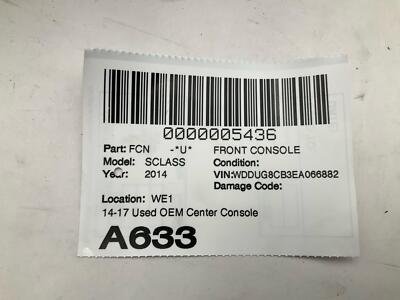 0000005436
Part: FCN -*U* FRONT CONSOLE
Model: SCLASS Condition:
Year: 2014 VIN:WDDUG8CB3EA066882
Damage Code:
Location: WE1
14-17 Used OEM Center Console
A633